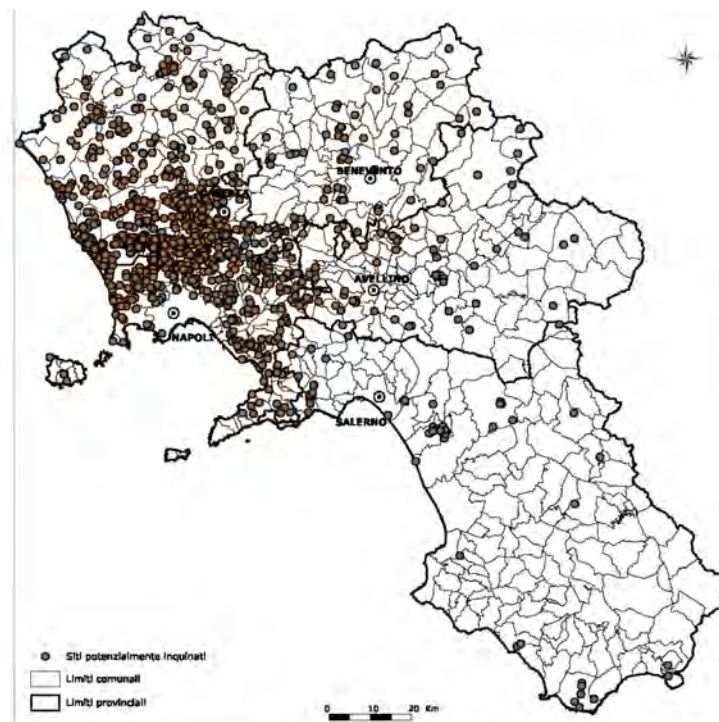 BENEVENTO
AVELLINO
NAPOLI
SALERNO
Siti potenzialmente inquinati
Limiti comunali
Limiti provinciali
0 10 20 Km